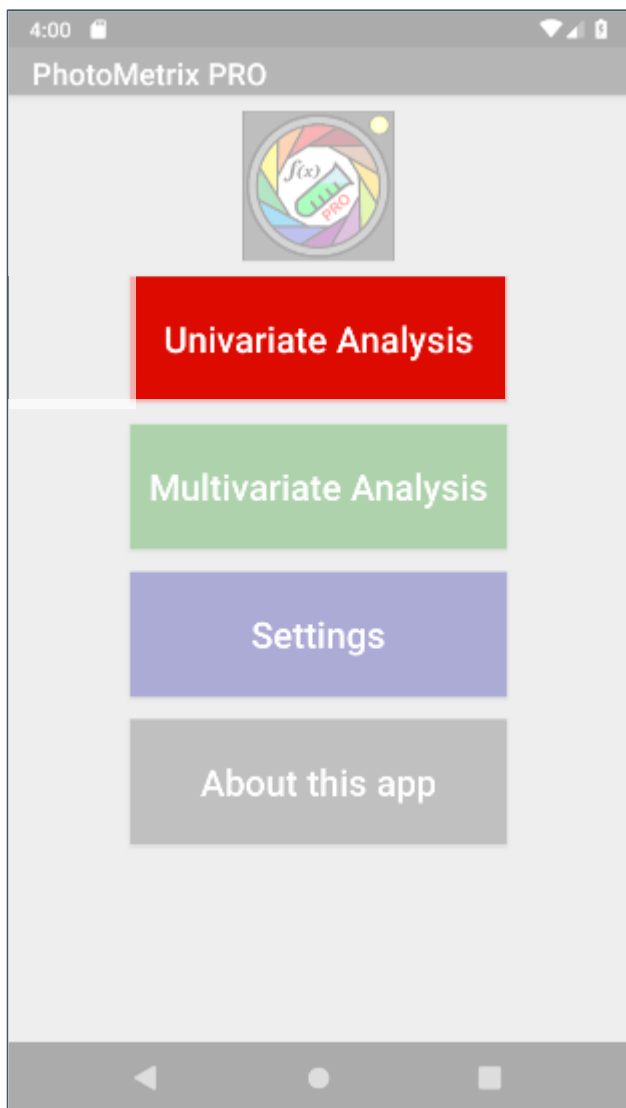 4:00
PhotoMetrix PRO
f(x)
PRO
Univariate Analysis
Multivariate Analysis
Settings
About this app